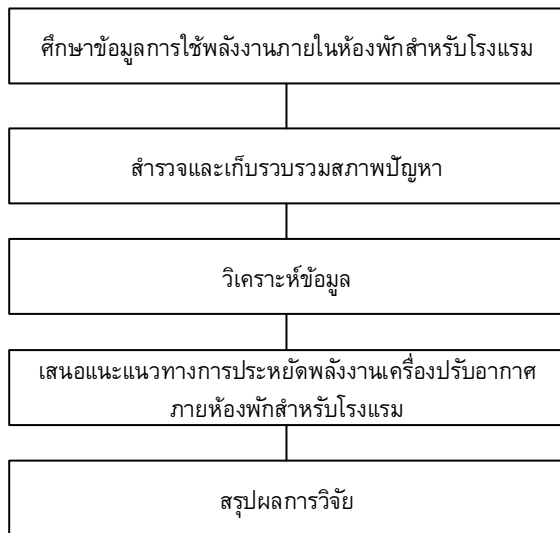 ศึกษาข้อมูลการใช้พลังงานภายในห้องพักสำหรับโรงแรม
สำรวจและเก็บรวบรวมสภาพปัญหา
วิเคราะห์ข้อมูล
เสนอแนะแนวทางการประหยัดพลังงานเครื่องปรับอากาศ
ภายห้องพักสำหรับโรงแรม
สรุปผลการวิจัย